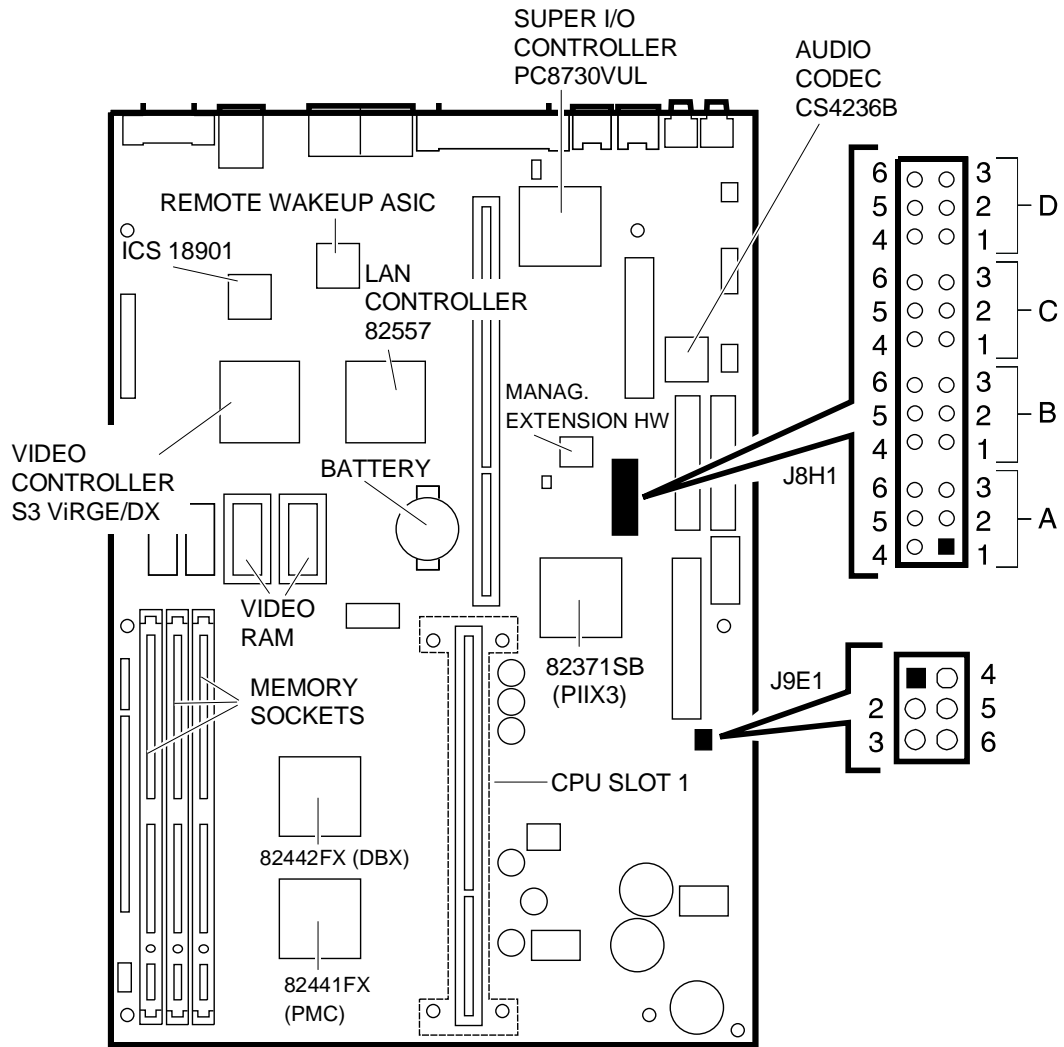 SUPER I/O
CONTROLLER
PC8730VUL
AUDIO
CODEC
CS4236B
REMOTE WAKEUP ASIC
ICS 18901
LAN
CONTROLLER
82557
MANAG.
EXTENSION HW
VIDEO
CONTROLLER
S3 ViRGE/DX
BATTERY
VIDEO
RAM
MEMORY
SOCKETS
82371SB
(PIIX3)
CPU SLOT 1
82442FX (DBX)
82441FX
(PMC)
J8H1
6 3
5 2 D
4 1
6 3
5 2 C
4 1
6 3
5 2 B
4 1
6 3
5 2 A
4 1
J9E1
4
2 5
3 6